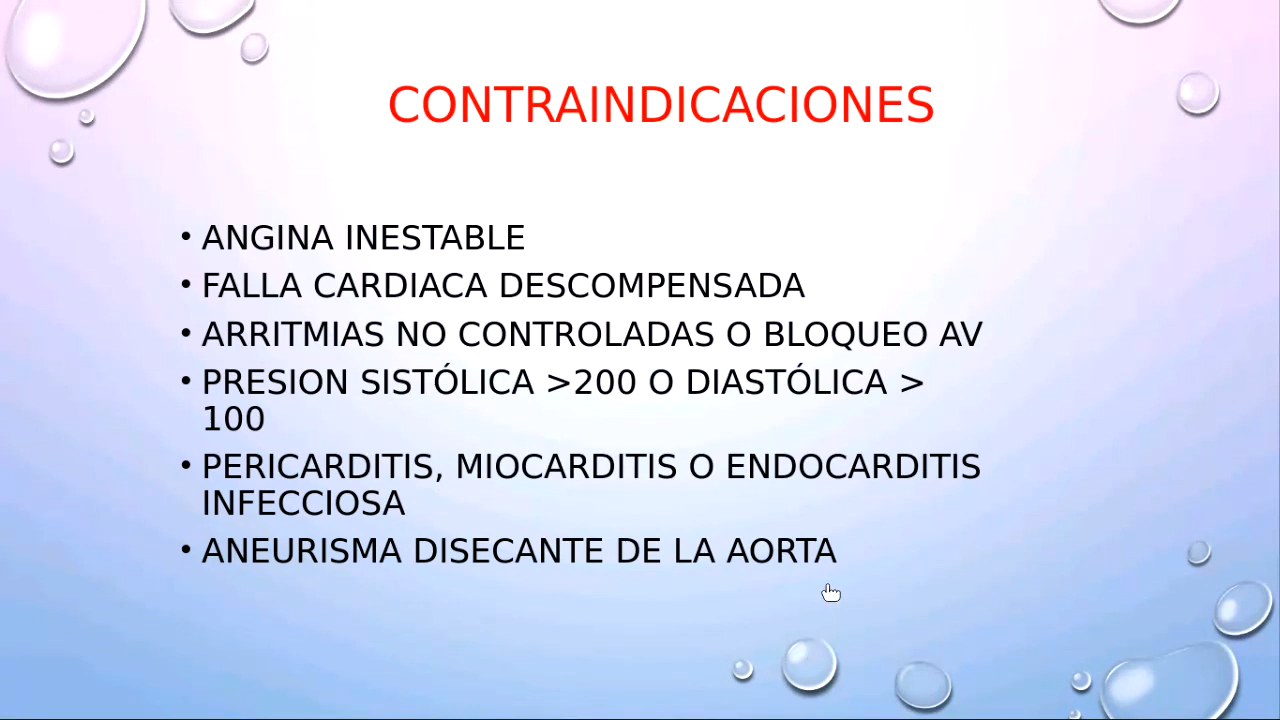 CONTRAINDICACIONES
• ANGINA INESTABLE
• FALLA CARDIACA DESCOMPENSADA
• ARRITMIAS NO CONTROLADAS O BLOQUEO AV
• PRESION SISTÓLICA >200 O DIASTÓLICA >
100
• PERICARDITIS, MIOCARDITIS O ENDOCARDITIS
INFECCIOSA
• ANEURISMA DISECANTE DE LA AORTA